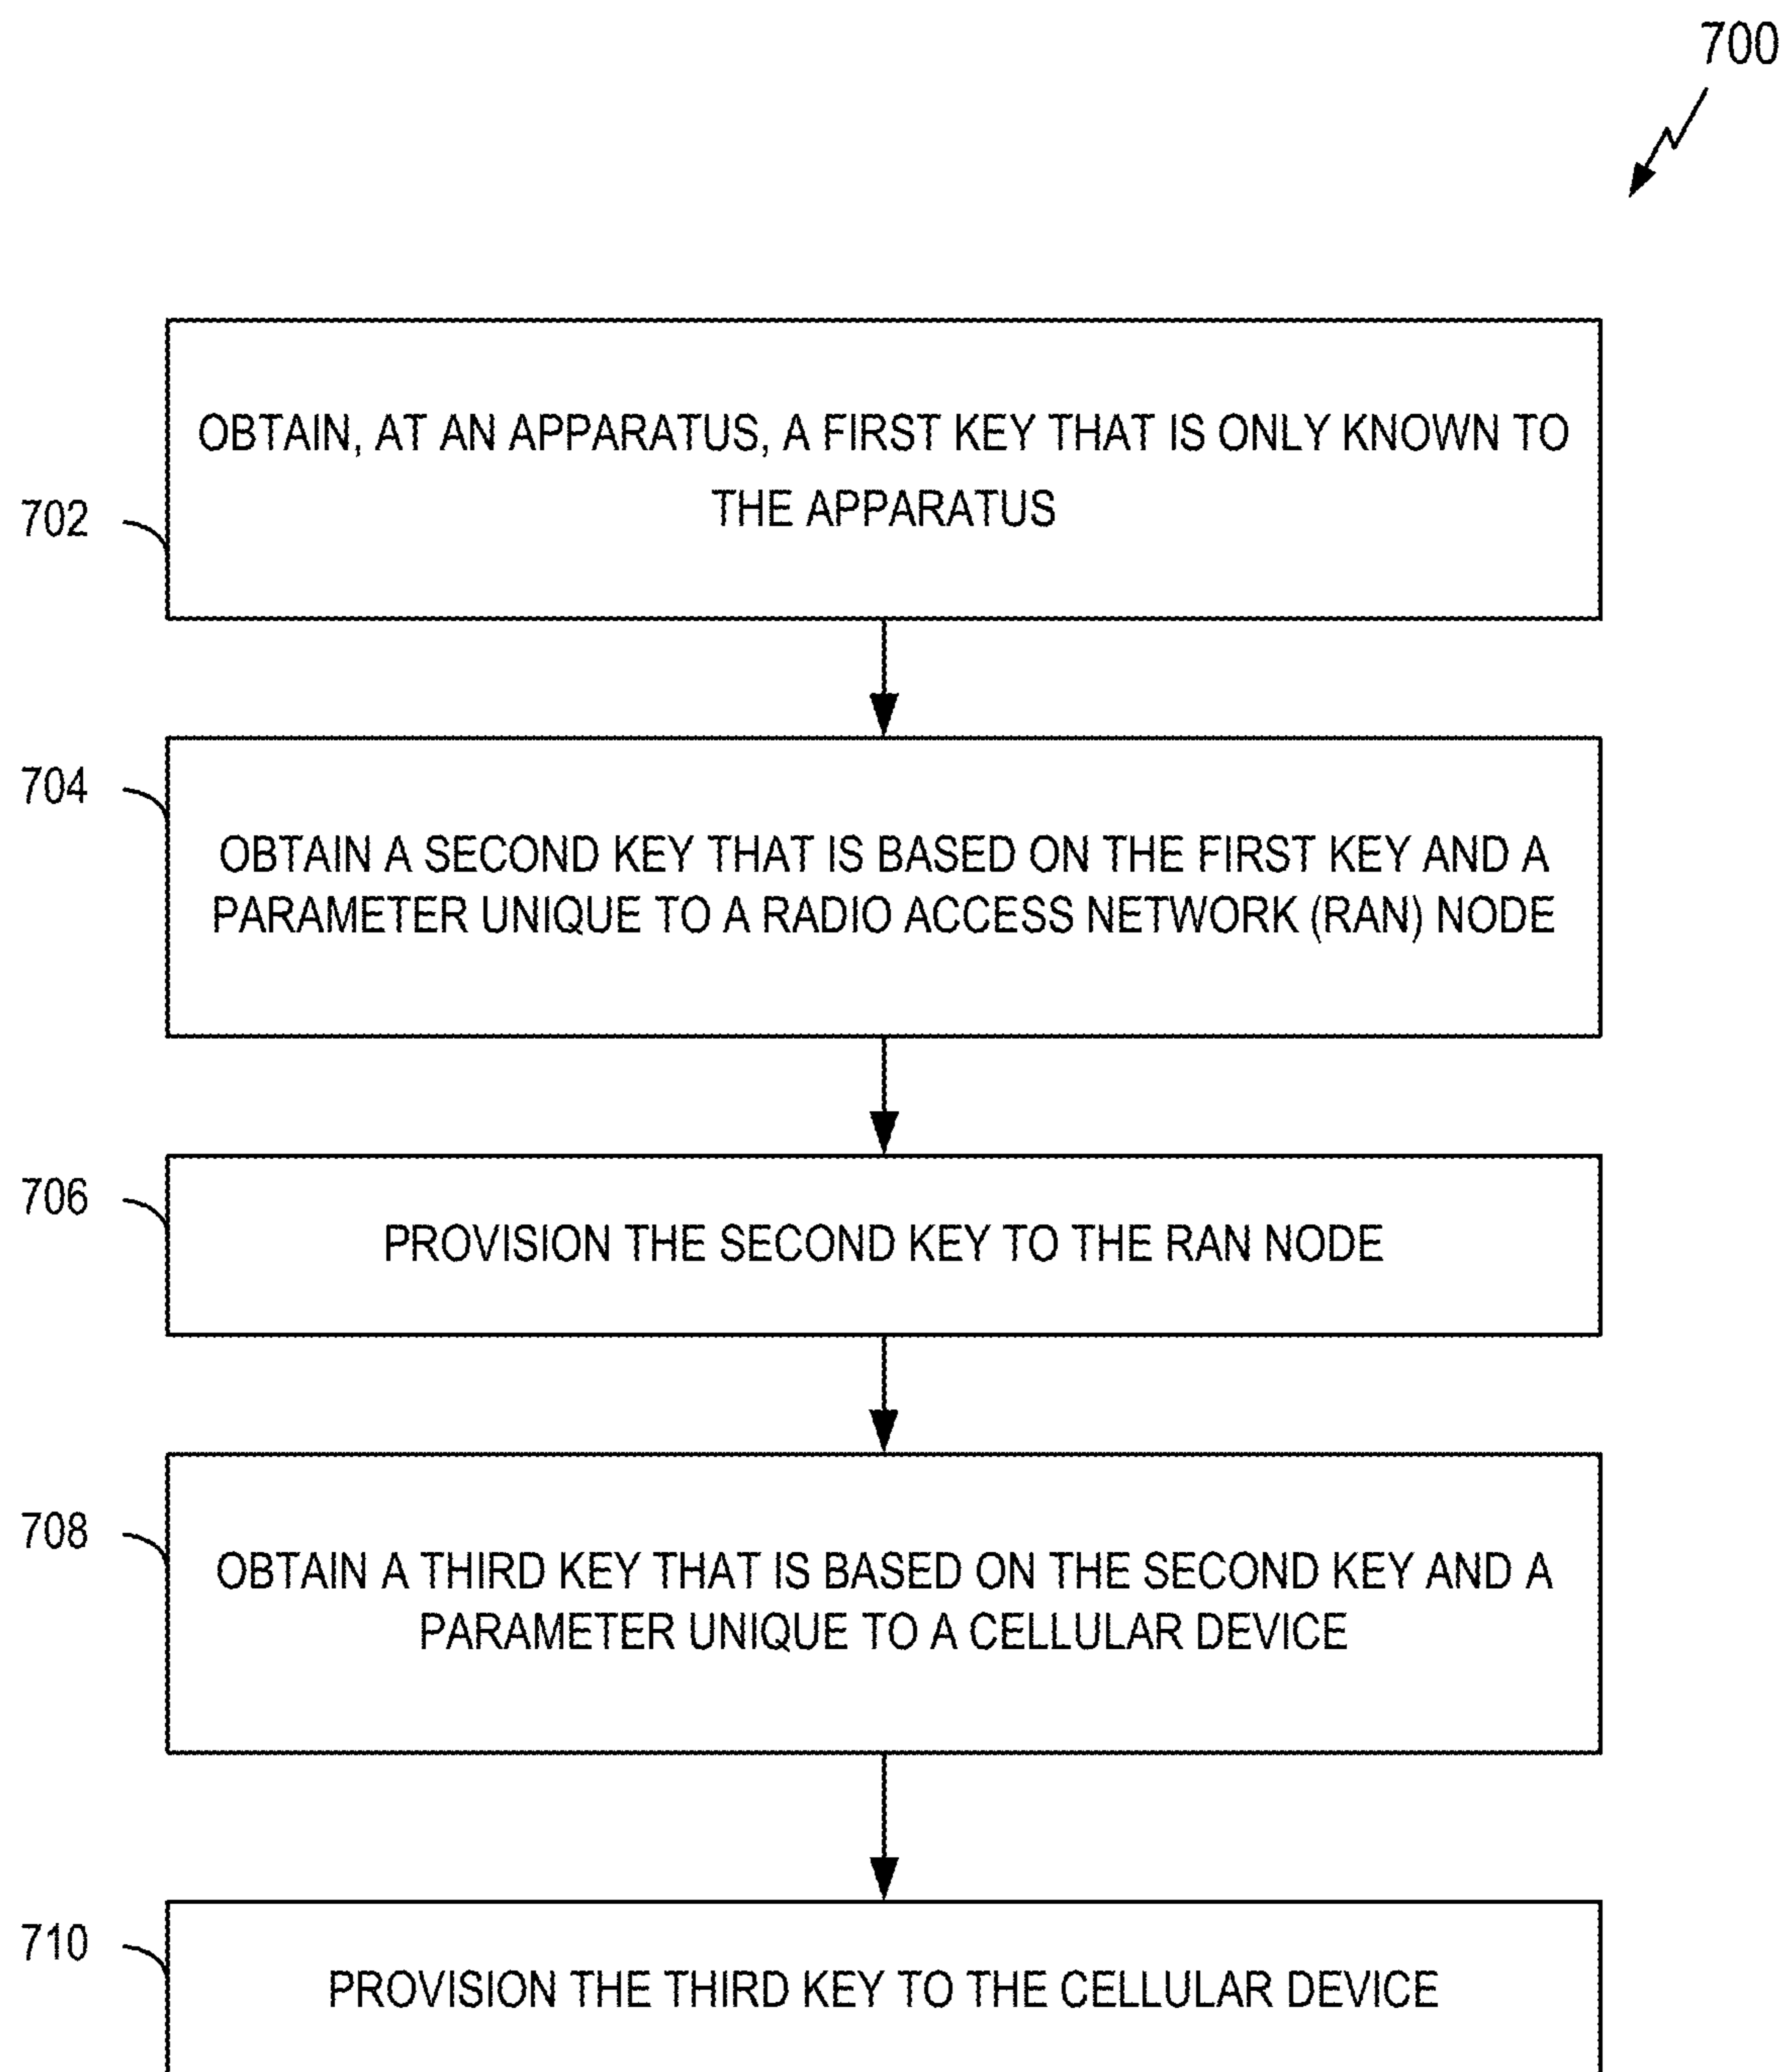 700
OBTAIN, AT AN APPARATUS, A FIRST KEY THAT IS ONLY KNOWN TO
THE APPARATUS
702
704
OBTAIN A SECOND KEY THAT IS BASED ON THE FIRST KEY AND A
PARAMETER UNIQUE TO A RADIO ACCESS NETWORK (RAN) NODE
706
PROVISION THE SECOND KEY TO THE RAN NODE
708
OBTAIN A THIRD KEY THAT IS BASED ON THE SECOND KEY AND A
PARAMETER UNIQUE TO A CELLULAR DEVICE
710
PROVISION THE THIRD KEY TO THE CELLULAR DEVICE